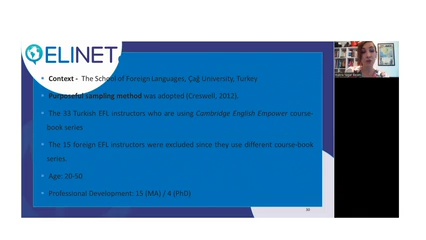 ELINET
Context - The School of Foreign Languages, Çağ University, Turkey
Purposeful sampling method was adopted (Creswell, 2012).
The 33 Turkish EFL instructors who are using Cambridge English Empower course-
book series
The 15 foreign EFL instructors were excluded since they use different course-book
series.
Age: 20-50
Professional Development: 15 (MA) / 4 (PhD)